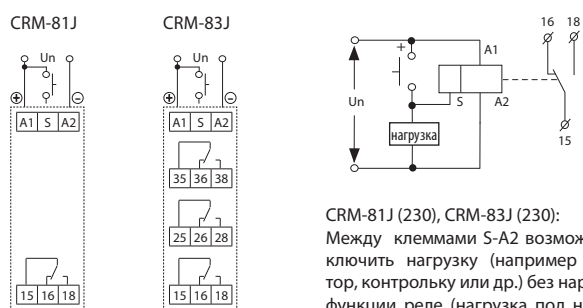 CRM-81J
CRM-83J
Un
Un
A1 S A2
A1 S A2
35 36 38
25 26 28
15 16 18
15 16 18
16 18
+
A1
Un
S A2
нагрузка
15
CRM-81J (230), CRM-83J (230):
Между клеммами S-A2 возмож
ключить нагрузку (например
тор, контрольку или др.) без нар
функции реле (нагрузка под н